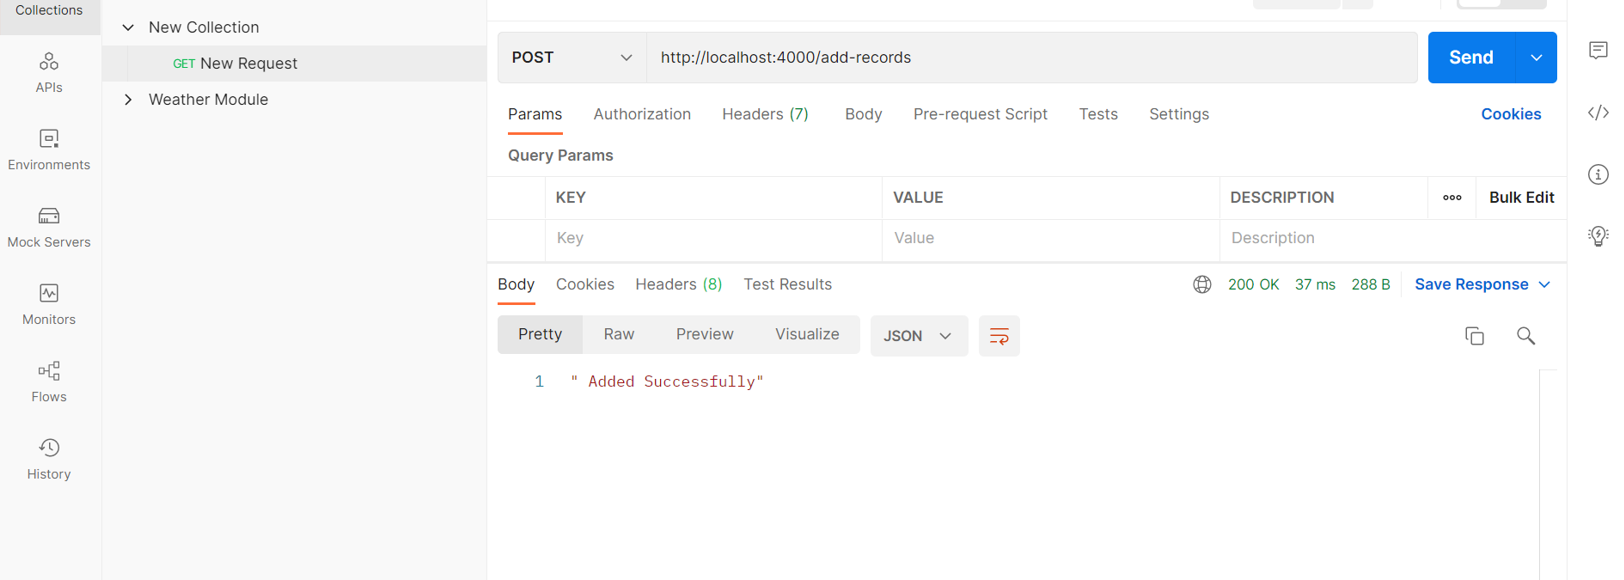 Collections
APIs
Environments
Mock Servers
Monitors
Flows
History
New Collection
GET New Request
Weather Module
POST http://localhost:4000/add-records Send
Params Authorization Headers (7) Body Pre-request Script Tests Settings Cookies
Query Params
KEY VALUE DESCRIPTION Bulk Edit
Key Value Description
Body Cookies Headers (8) Test Results 200 OK 37 ms 288 B Save Response
Pretty Raw Preview Visualize JSON
1 " Added Successfully"